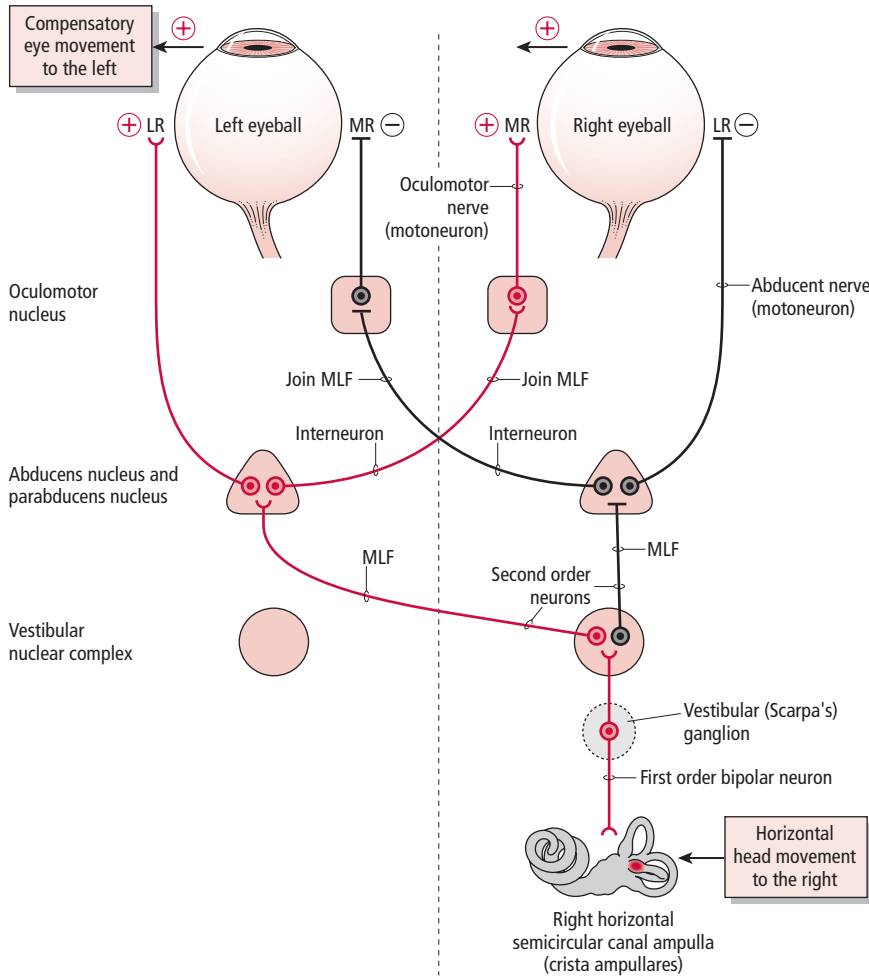 Compensatory
eye movement
to the left
+
+
+ LR
Left eyeball
MR −
+ MR
Right eyeball
LR −
Oculomotor
nerve
(motoneuron)
Oculomotor
nucleus
Abducent nerve
(motoneuron)
Join MLF
Join MLF
Interneuron
Interneuron
Abducens nucleus and
parabducens nucleus
MLF
MLF
Second order
neurons
Vestibular
nuclear complex
Vestibular (Scarpa's)
ganglion
First order bipolar neuron
Horizontal
head movement
to the right
Right horizontal
semicircular canal ampulla
(crista ampullares)